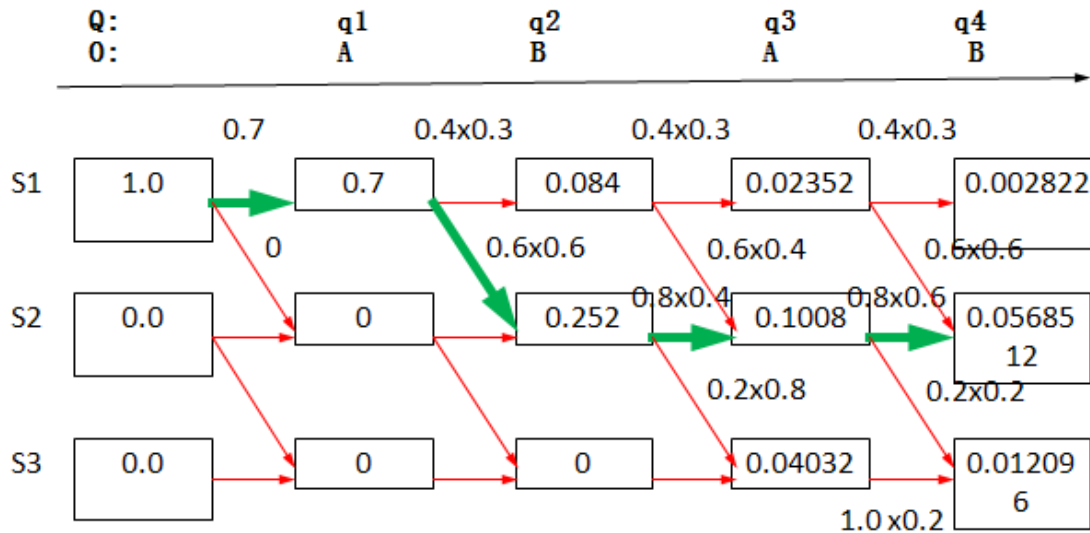 Q: q1 q2 q3 q4
O: A B A B
0.7 0.4x0.3 0.4x0.3 0.4x0.3
S1 1.0 0.7 0.084 0.02352 0.002822
0 0.6x0.6 0.6x0.4 0.6x0.6
0.8x0.4 0.8x0.6
S2 0.0 0 0.252 0.1008 0.05685
12
0.2x0.8 0.2x0.2
S3 0.0 0 0 0.04032 0.01209
6
1.0 x0.2